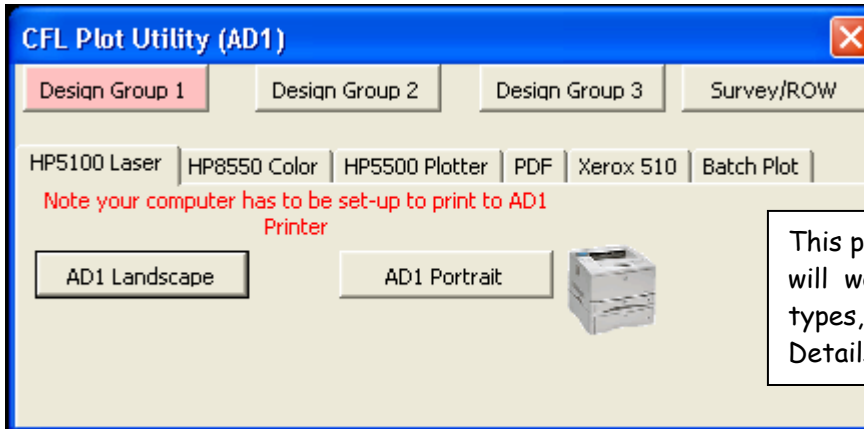 CFL Plot Utility (AD1)
Design Group 1 Design Group 2 Design Group 3 Survey/ROW
HP5100 Laser HP8550 Color HP5500 Plotter PDF Xerox 510 Batch Plot
Note your computer has to be set-up to print to AD1
Printer
AD1 Landscape AD1 Portrait
This
will
types,